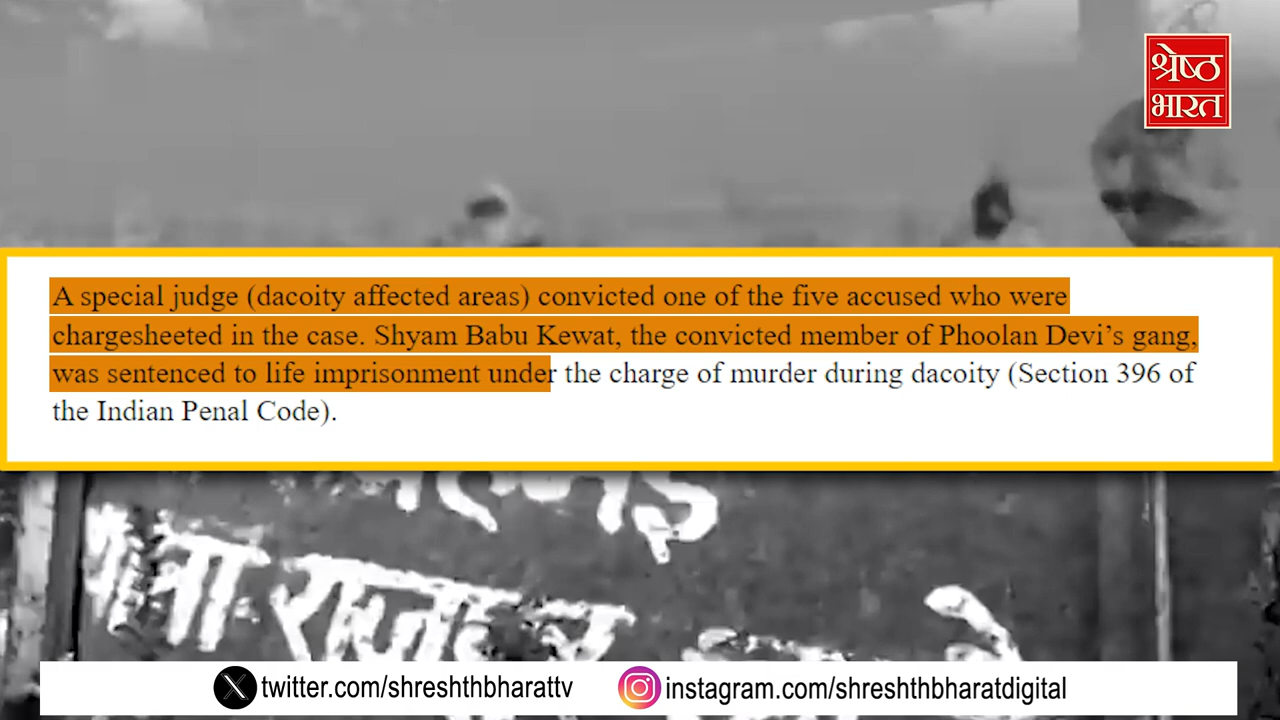 श्रेष्ठ
भारत
A special judge (dacoity affected areas) convicted one of the five accused who were
chargesheeted in the case. Shyam Babu Kewat, the convicted member of Phoolan Devi’s gang,
was sentenced to life imprisonment under the charge of murder during dacoity (Section 396 of
the Indian Penal Code).
twitter.com/shreshthbharattv
instagram.com/shreshthbharatdigital